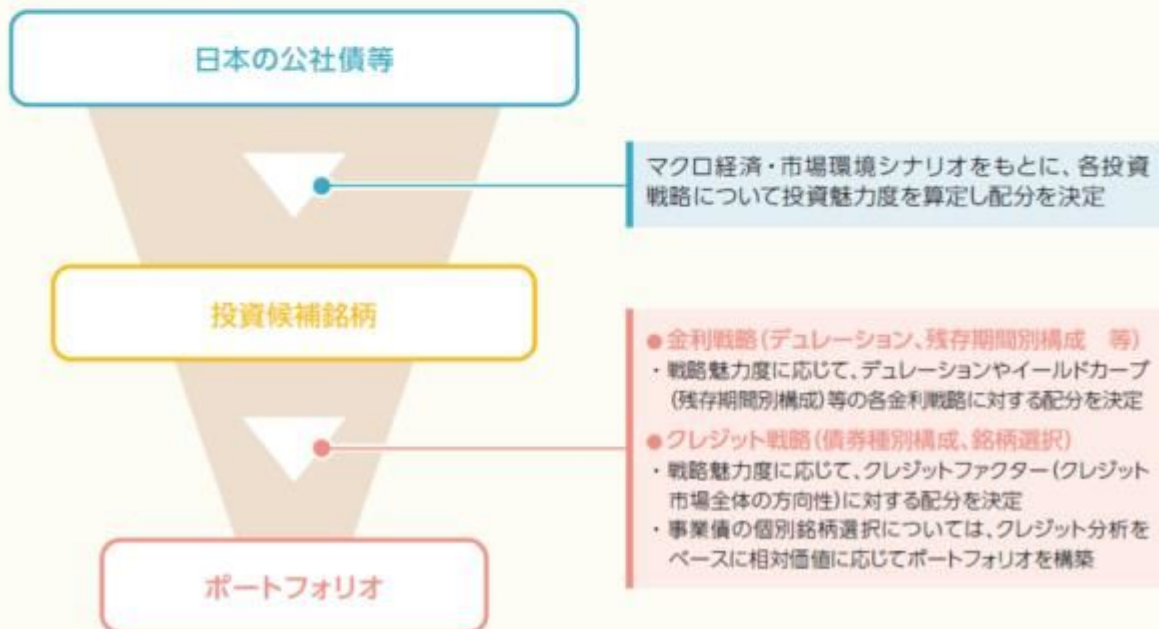 日本の公社債等
マクロ経済・市場環境シナリオをもとに、各投資
戦略について投資魅力度を算定し配分を決定
投資候補銘柄
●金利戦略(デュレーション、残存期間別構成　等)
・戦略魅力度に応じて、デュレーションやイールドカーブ
(残存期間別構成)等の各金利戦略に対する配分を決定
●クレジット戦略(債券種別構成、銘柄選択)
・戦略魅力度に応じて、クレジットファクター(クレジット
市場全体の方向性)に対する配分を決定
・事業債の個別銘柄選択については、クレジット分析を
ベースに相対価値に応じてポートフォリオを構築
ポートフォリオ